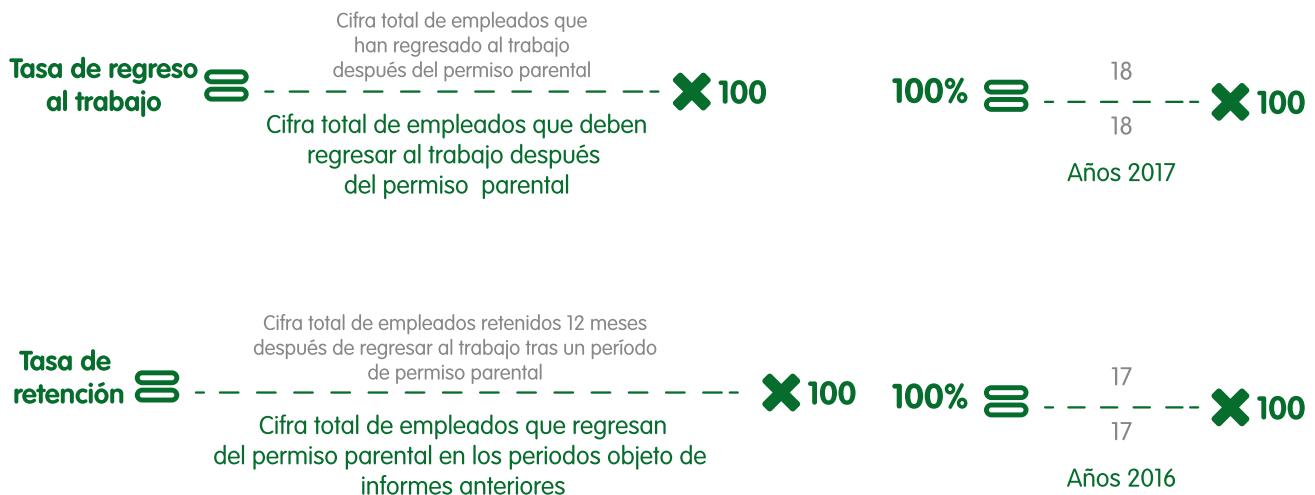 Tasa de regreso
al trabajo
Cifra total de empleados que
han regresado al trabajo
después del permiso parental
Cifra total de empleados que deben
regresar al trabajo después
del permiso parental
100
100%
18
18
100
Años 2017
Tasa de
retención
Cifra total de empleados retenidos 12 meses
después de regresar al trabajo tras un período
de permiso parental
Cifra total de empleados que regresan
del permiso parental en los periodos objeto de
informes anteriores
100
100%
17
17
100
Años 2016